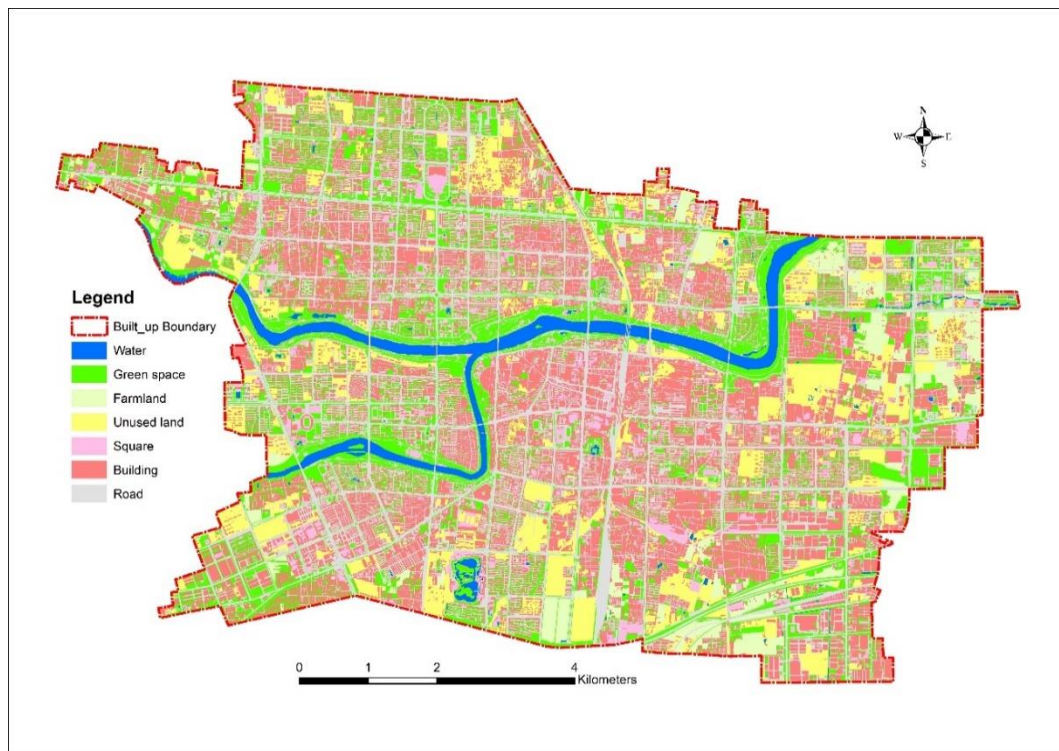 N
W E
S
Legend
Built_up Boundary
Water
Green space
Farmland
Unused land
Square
Building
Road
0 1 2 4
Kilometers